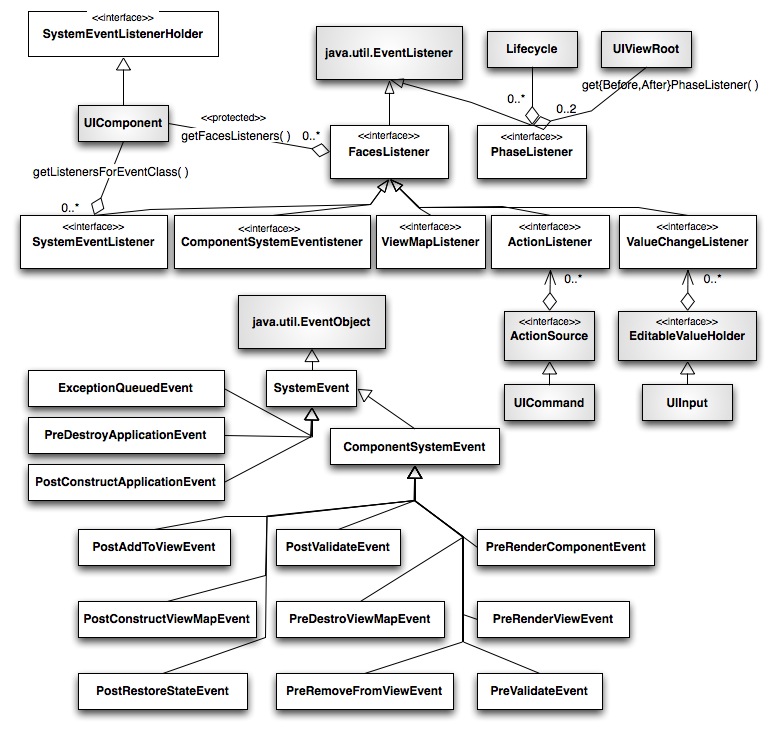 <<interface>>
SystemEventListenerHolder
java.util.EventListener
Lifecycle
UIViewRoot
get{Before,After}PhaseListener( )
0..*
0..2
UIComponent
<<protected>>
getFacesListeners( )
0..*
<<interface>>
FacesListener
<<interface>>
PhaseListener
getListenersForEventClass( )
0..*
<<interface>>
SystemEventListener
<<interface>>
ComponentSystemEventistener
<<interface>>
ViewMapListener
<<interface>>
ActionListener
<<interface>>
ValueChangeListener
0..*
0..*
java.util.EventObject
<<interface>>
ActionSource
<<interface>>
EditableValueHolder
ExceptionQueuedEvent
SystemEvent
UICommand
UIInput
PreDestroyApplicationEvent
ComponentSystemEvent
PostConstructApplicationEvent
PostAddToViewEvent
PostValidateEvent
PreRenderComponentEvent
PostConstructViewMapEvent
PreDestroViewMapEvent
PreRenderViewEvent
PostRestoreStateEvent
PreRemoveFromViewEvent
PreValidateEvent